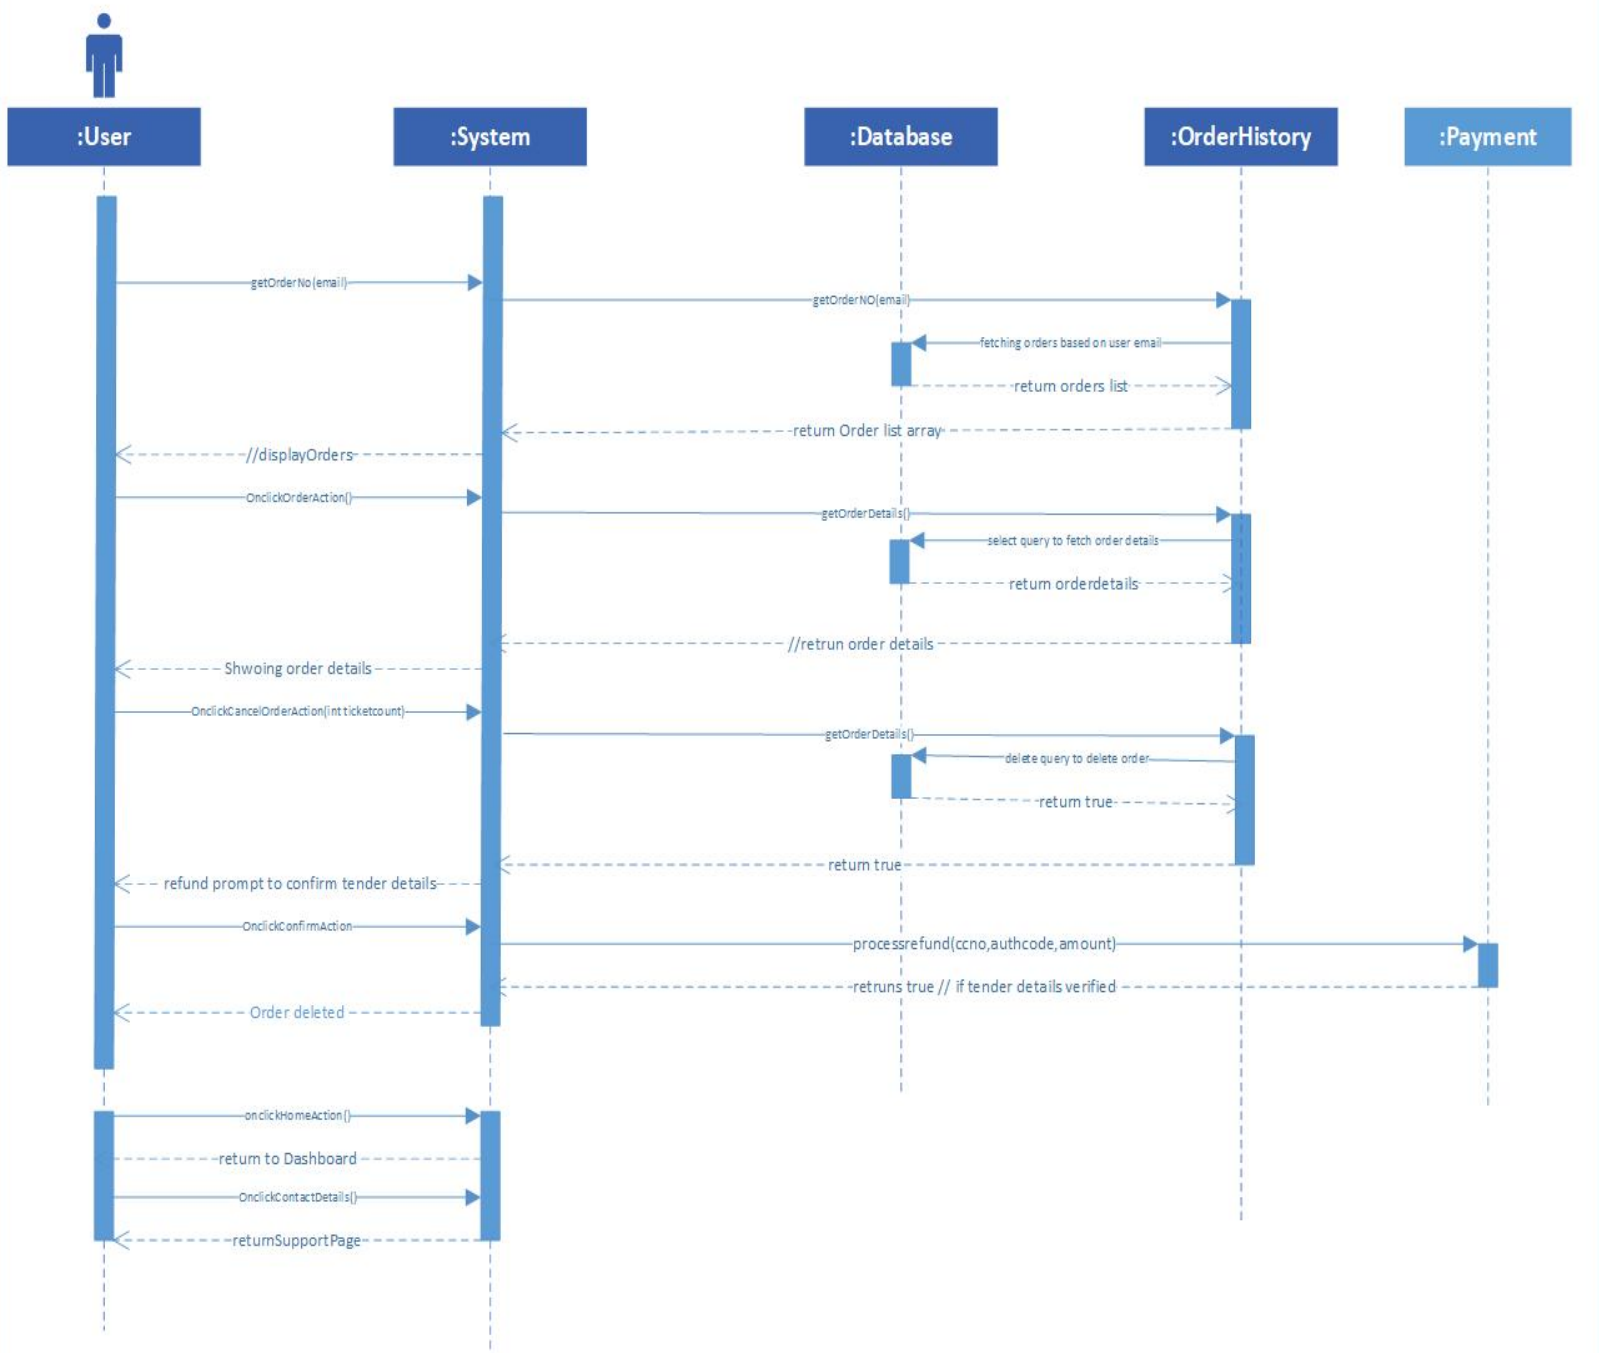 :User
:System
:Database
:OrderHistory
:Payment
getOrderNo(email)
getOrderNO(email)
fetching orders based on user email
return orders list
return Order list array
//displayOrders
OnclickOrderAction()
getOrderDetails()
select query to fetch order details
return orderdetails
//retrun order details
Shwoing order details
OnclickCancelOrderAction(int ticketcount)
getOrderDetails()
delete query to delete order
return true
return true
refund prompt to confirm tender details
OnclickConfirmAction
processrefund(ccno,authcode,amount)
retruns true // if tender details verified
Order deleted
onclickHomeAction()
return to Dashboard
OnclickContactDetails()
returnSupportPage